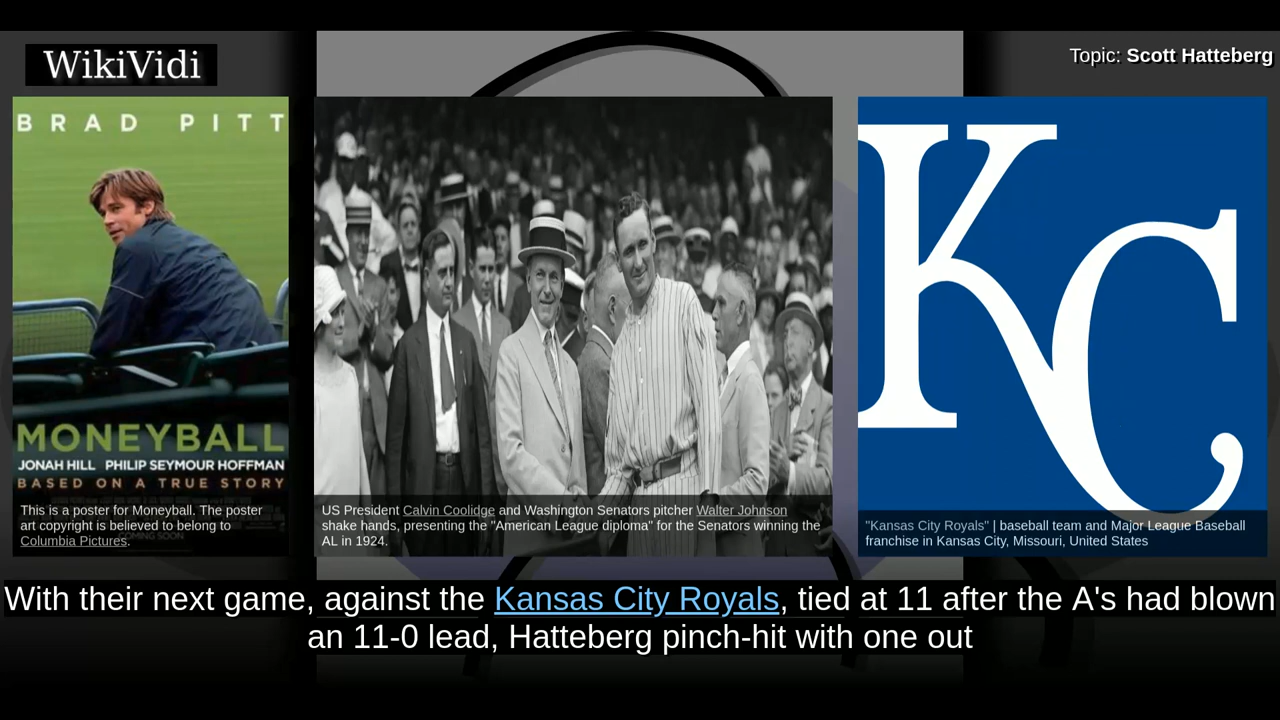 WikiVidi
Topic: Scott Hatteberg
BRAD PITT
MONEYBALL
JONAH HILL PHILIP SEYMOUR HOFFMAN
BASED ON A TRUE STORY
COMING SOON
This is a poster for Moneyball. The poster
art copyright is believed to belong to
Columbia Pictures.
US President Calvin Coolidge and Washington Senators pitcher Walter Johnson
shake hands, presenting the "American League diploma" for the Senators winning the
AL in 1924.
KC
"Kansas City Royals" | baseball team and Major League Baseball
franchise in Kansas City, Missouri, United States
With their next game, against the Kansas City Royals, tied at 11 after the A's had blown
an 11-0 lead, Hatteberg pinch-hit with one out